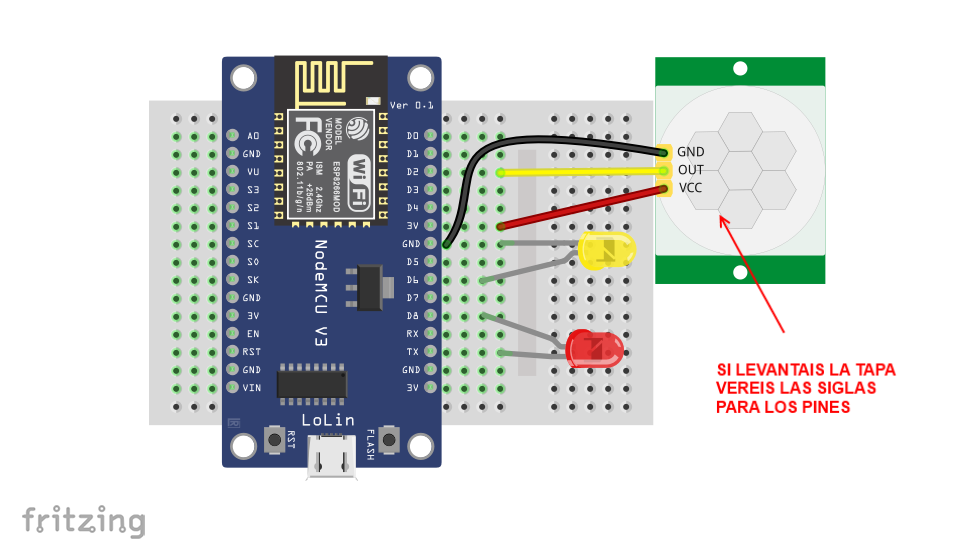 Ver 0.1
MODEL
VENDOR
ESP8266MOD
ISM 2.4Ghz
PA +25dBm
802.11b/g/n
FC
WiFi
A0
GND
VU
S3
S2
S1
SC
S0
SK
GND
3V
EN
RST
GND
VIN
D0
D1
D2
D3
D4
3V
GND
D5
D6
D7
D8
RX
TX
GND
3V
NodeMCU V3
LoLin
RST
FLASH
GND
OUT
VCC
SI LEVANTAIS LA TAPA
VEREIS LAS SIGLAS
PARA LOS PINES
fritzing